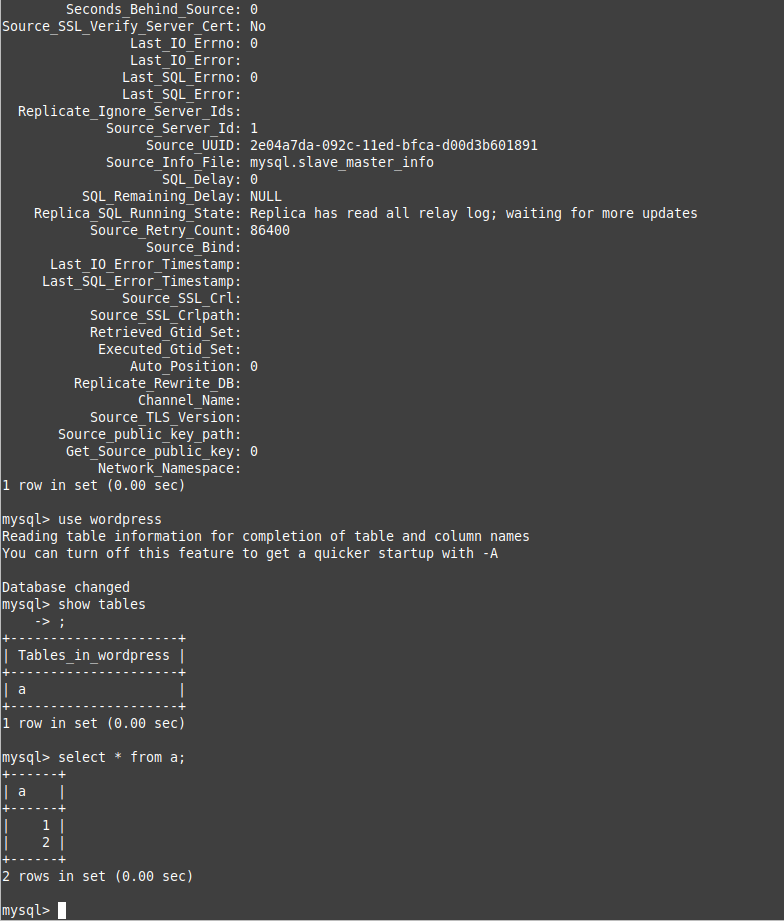 Seconds_Behind_Source: 0
Source_SSL_Verify_Server_Cert: No
Last_IO_Errno: 0
Last_IO_Error:
Last_SQL_Errno: 0
Last_SQL_Error:
Replicate_Ignore_Server_Ids:
Source_Server_Id: 1
Source_UUID: 2e04a7da-092c-11ed-bfca-d00d3b601891
Source_Info_File: mysql.slave_master_info
SQL_Delay: 0
SQL_Remaining_Delay: NULL
Replica_SQL_Running_State: Replica has read all relay log; waiting for more updates
Source_Retry_Count: 86400
Source_Bind:
Last_IO_Error_Timestamp:
Last_SQL_Error_Timestamp:
Source_SSL_Crl:
Source_SSL_Crlpath:
Retrieved_Gtid_Set:
Executed_Gtid_Set:
Auto_Position: 0
Replicate_Rewrite_DB:
Channel_Name:
Source_TLS_Version:
Source_public_key_path:
Get_Source_public_key: 0
Network_Namespace:
1 row in set (0.00 sec)
mysql> use wordpress
Reading table information for completion of table and column names
You can turn off this feature to get a quicker startup with -A
Database changed
mysql> show tables
    -> ;
+---------------------+
| Tables_in_wordpress |
+---------------------+
| a                   |
+---------------------+
1 row in set (0.00 sec)
mysql> select * from a;
+------+
| a    |
+------+
|    1 |
|    2 |
+------+
2 rows in set (0.00 sec)
mysql>